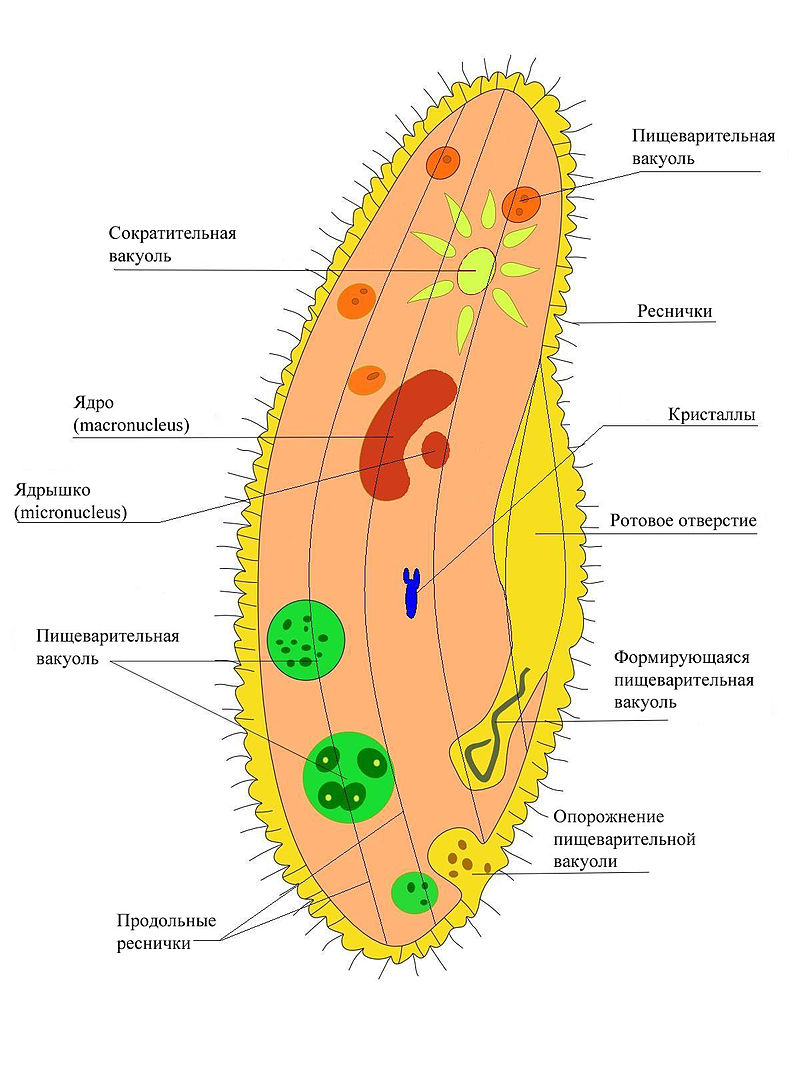 Пищеварительная
вакуоль
Сократительная
вакуоль
Реснички
Ядро
(macronucleus)
Кристаллы
Ядрышко
(micronucleus)
Ротовое отверстие
Пищеварительная
вакуоль
Формирующаяся
пищеварительная
вакуоль
Опорожнение
пищеварительной
вакуоли
Продольные
реснички